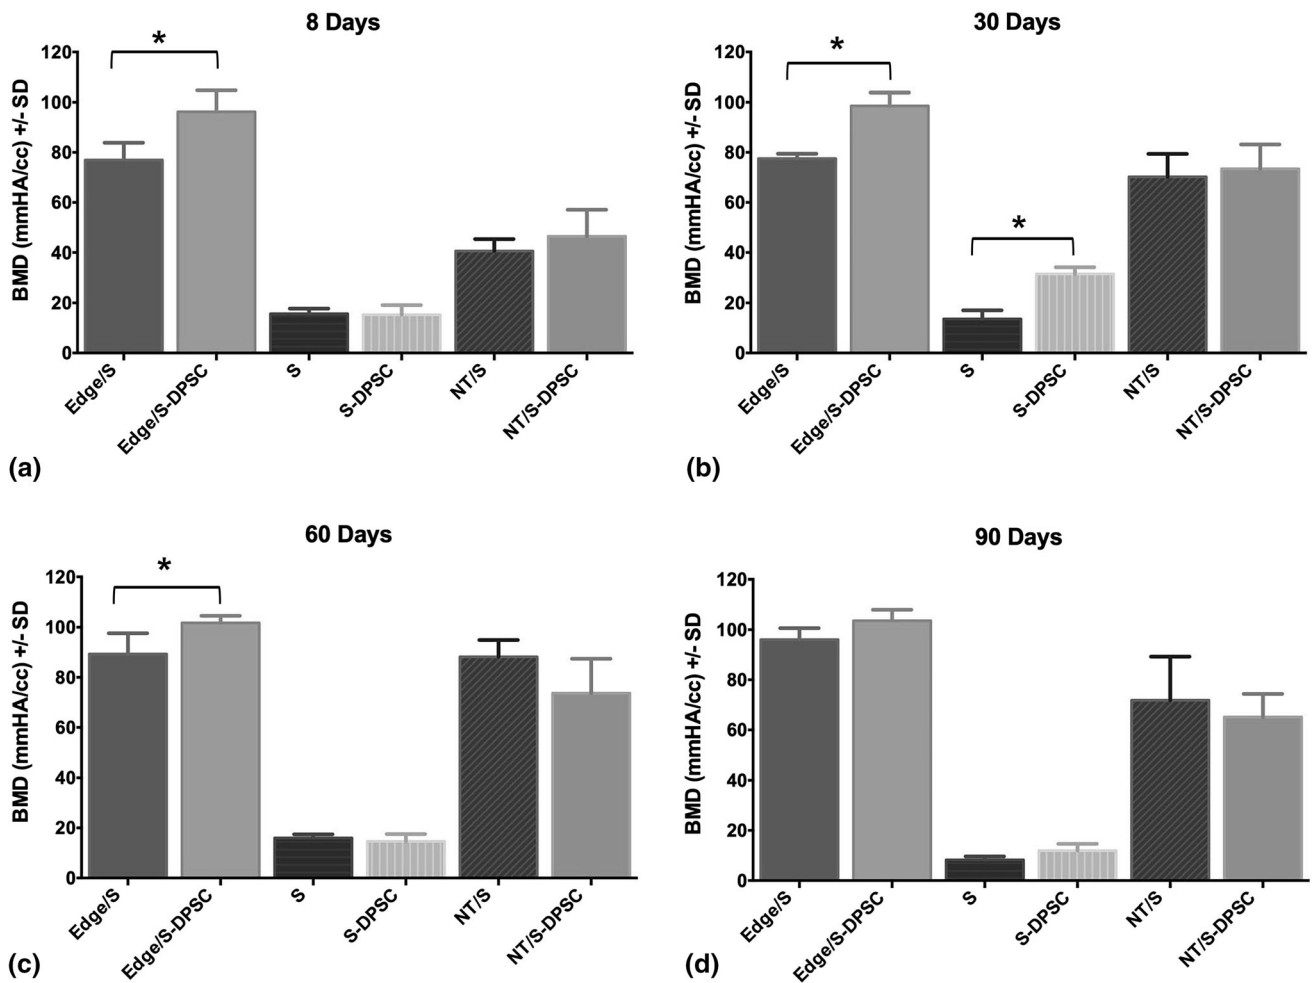 8 Days
*
BMD (mmHA/cc) +/- SD
120
100
80
60
40
20
0
Edge/S
Edge/S-DPSC
S
S-DPSC
NT/S
NT/S-DPSC
(a)
30 Days
*
*
BMD (mmHA/cc) +/- SD
120
100
80
60
40
20
0
Edge/S
Edge/S-DPSC
S
S-DPSC
NT/S
NT/S-DPSC
(b)
60 Days
*
BMD (mmHA/cc) +/- SD
120
100
80
60
40
20
0
Edge/S
Edge/S-DPSC
S
S-DPSC
NT/S
NT/S-DPSC
(c)
90 Days
BMD (mmHA/cc) +/- SD
120
100
80
60
40
20
0
Edge/S
Edge/S-DPSC
S
S-DPSC
NT/S
NT/S-DPSC
(d)